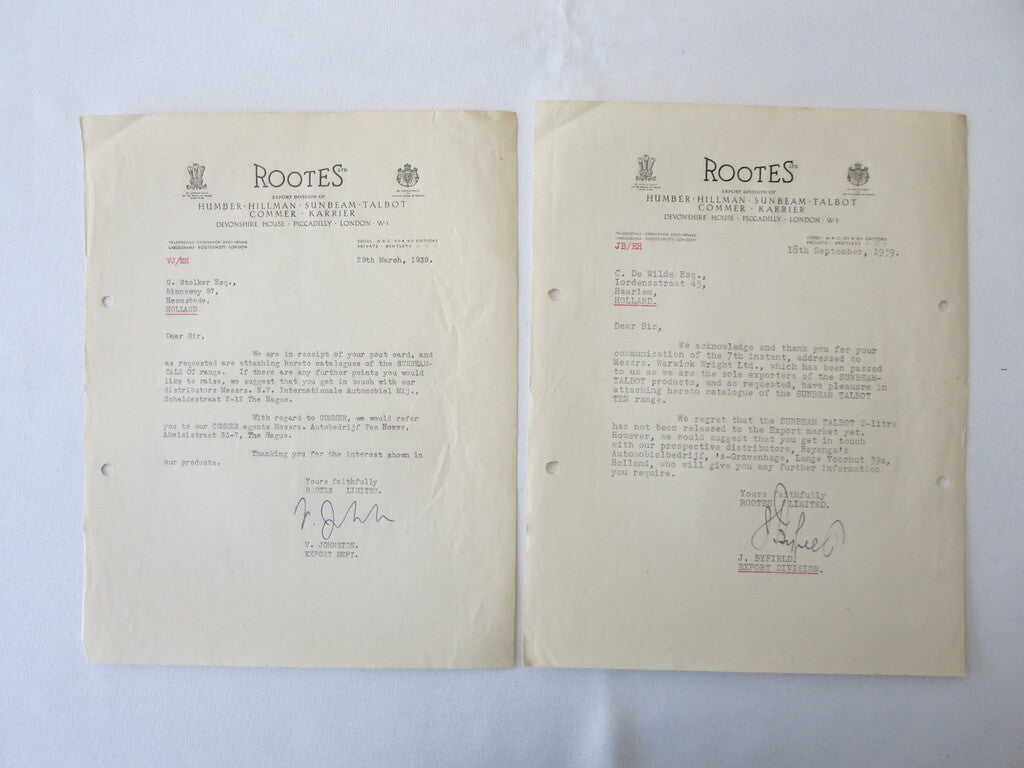 ROOTES LTD
EXPORT DIVISION OF
HUMBER · HILLMAN · SUNBEAM · TALBOT
COMMER · KARRIER
DEVONSHIRE HOUSE · PICCADILLY · LONDON · W·1
VJ/EH
29th March, 1939.
G. Stolker Esq.,
97,
Heemstede,
HOLLAND.
Dear Sir,
We are in receipt of your post card, and
as requested are attaching hereto catalogues of the SUNBEAM-
range. If there are any further points you would
like to raise, we suggest that you get in touch with our
distributors Messrs. N.V. Internationale Automobiel Mij.,
Scheldestraat 2-12 The Hague.
With regard to COMMER, we would refer
you to our COMMER agents Messrs. Autobedrijf Ten Hoeve,
The Hague.
Thanking you for the interest shown in
our products.
Yours faithfully
ROOTES LIMITED.
V. JOHNSTON.
EXPORT DEPT.
ROOTES LTD
EXPORT DIVISION OF
HUMBER · HILLMAN · SUNBEAM · TALBOT
COMMER · KARRIER
DEVONSHIRE HOUSE · PICCADILLY · LONDON · W·1
JB/EH
18th September, 1939.
C. De Wilde Esq.,
Iordensstraat 43,
Haarlem,
HOLLAND.
Dear Sir,
We acknowledge and thank you for your
communication of the 7th instant, addressed to
Messrs. Warwick Wright Ltd., which has been passed
to us as we are the sole exporters of the SUNBEAM-
TALBOT products, and as requested, have pleasure in
attaching hereto catalogue of the SUNBEAM TALBOT
TEN range.
We regret that the SUNBEAM TALBOT 2-litre
has not been released to the Export market yet.
However, we would suggest that you get in touch
with our prospective distributors, Meyenga's
Automobielbedrijf, 's-Gravenhage, Lange Voorhut 39a,
Holland, who will give you any further information
you require.
Yours faithfully
ROOTES LIMITED.
J. BYFIELD.
EXPORT DIVISION.